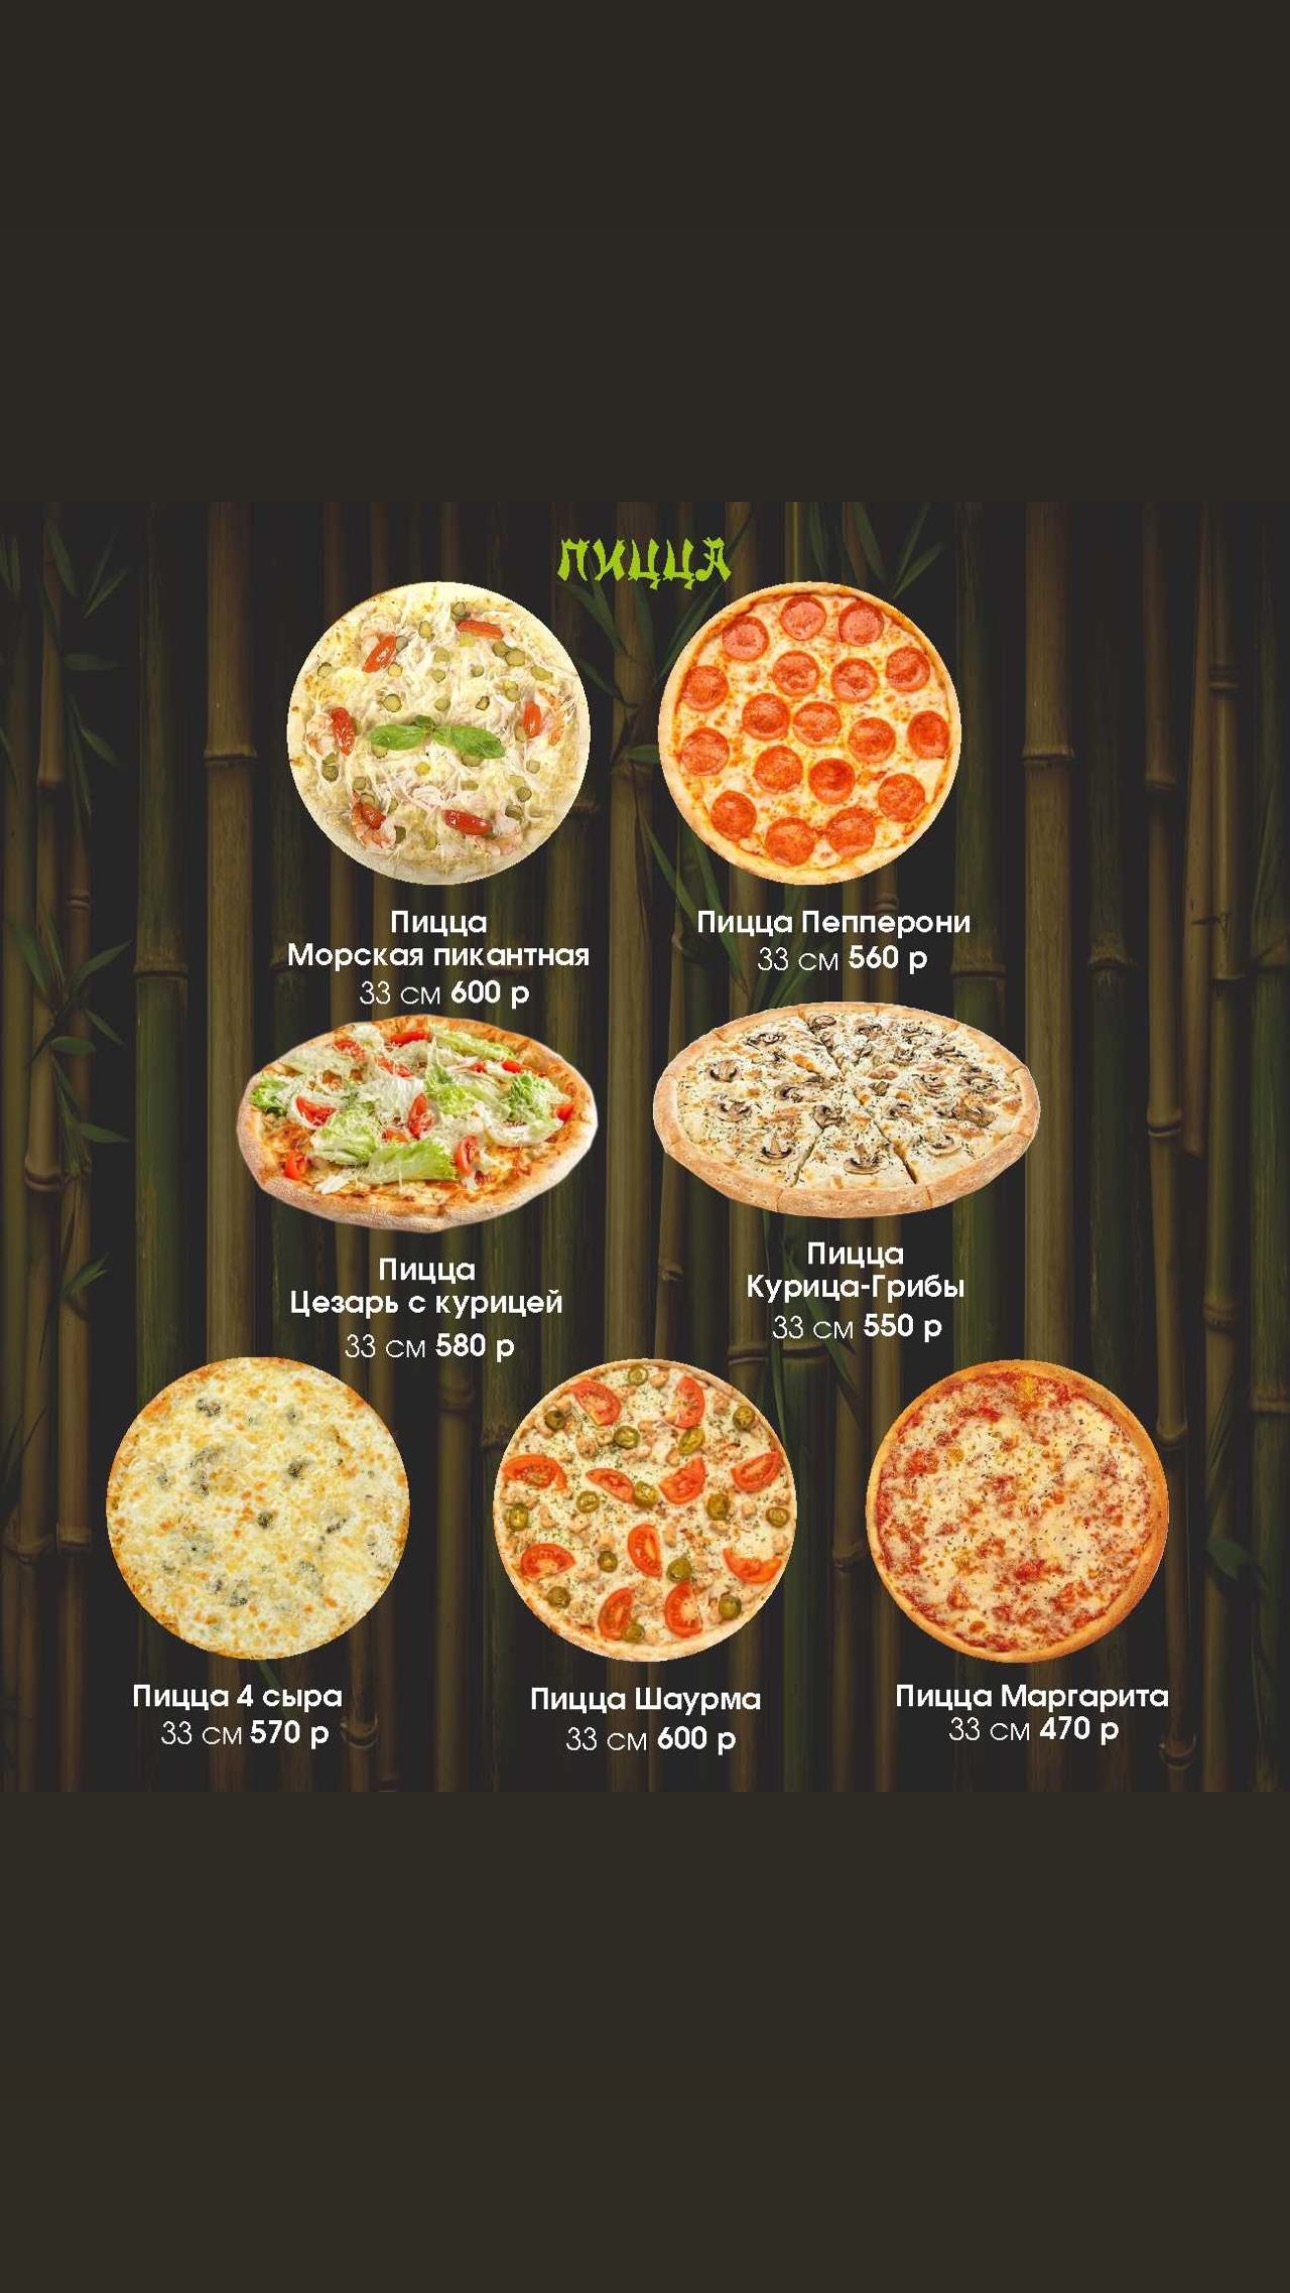 ПИЦЦА
Пицца
Морская пикантная
33 см 600 р
Пицца Пепперони
33 см 560 р
Пицца
Цезарь с курицей
33 см 580 р
Пицца
Курица-Грибы
33 см 550 р
Пицца 4 сыра
33 см 570 р
Пицца Шаурма
33 см 600 р
Пицца Маргарита
33 см 470 р